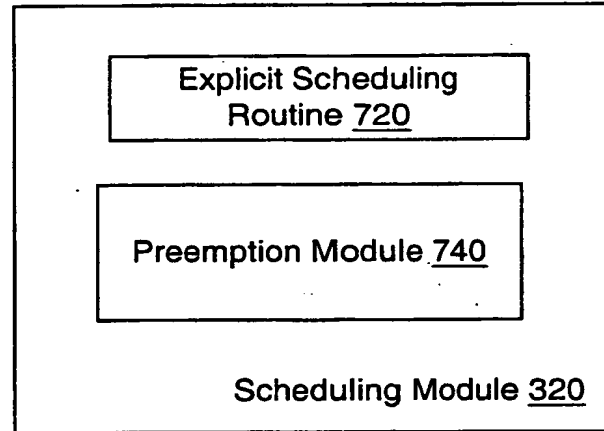 Explicit Scheduling
Routine 720
Preemption Module 740
Scheduling Module 320